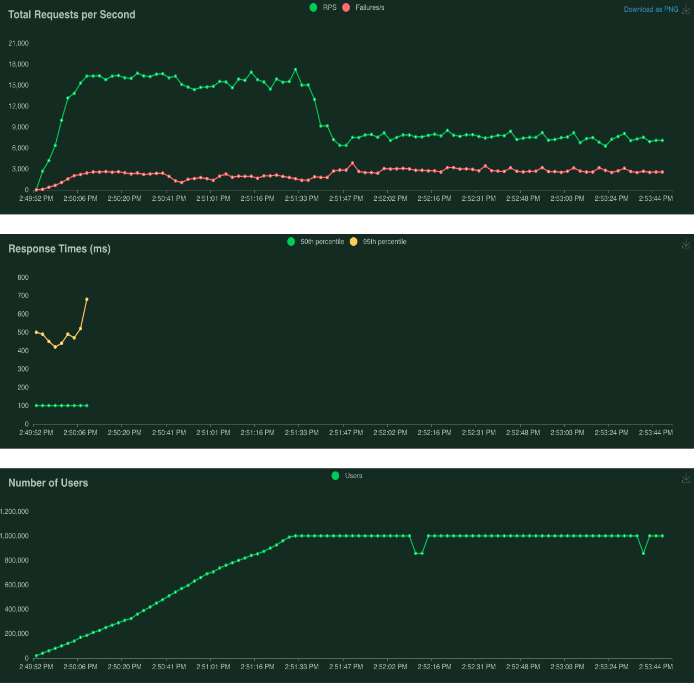 Total Requests per Second
RPS Failures/s
Download as PNG
21,000
18,000
15,000
12,000
9,000
6,000
3,000
0
2:49:52 PM 2:50:06 PM 2:50:20 PM 2:50:41 PM 2:51:01 PM 2:51:16 PM 2:51:33 PM 2:51:47 PM 2:52:02 PM 2:52:16 PM 2:52:31 PM 2:52:48 PM 2:53:03 PM 2:53:24 PM 2:53:44 PM
Response Times (ms)
50th percentile 95th percentile
800
700
600
500
400
300
200
100
0
2:49:52 PM 2:50:06 PM 2:50:20 PM 2:50:41 PM 2:51:01 PM 2:51:16 PM 2:51:33 PM 2:51:47 PM 2:52:02 PM 2:52:16 PM 2:52:31 PM 2:52:48 PM 2:53:03 PM 2:53:24 PM 2:53:44 PM
Number of Users
Users
1,200,000
1,000,000
800,000
600,000
400,000
200,000
0
2:49:52 PM 2:50:06 PM 2:50:20 PM 2:50:41 PM 2:51:01 PM 2:51:16 PM 2:51:33 PM 2:51:47 PM 2:52:02 PM 2:52:16 PM 2:52:31 PM 2:52:48 PM 2:53:03 PM 2:53:24 PM 2:53:44 PM